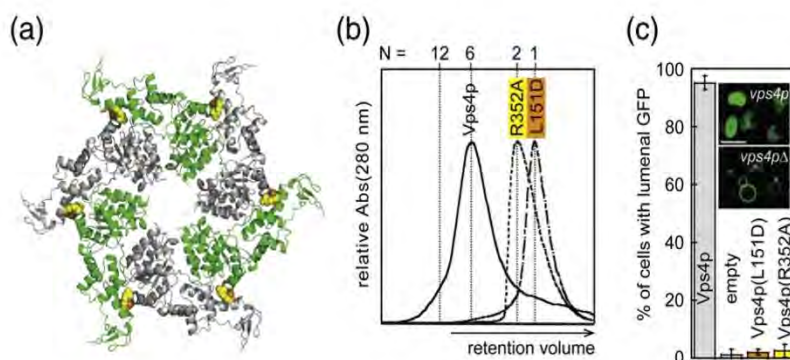 (a)
(b)
(c)
N = 12 6 2 1
Vps4p
R352A
L151D
relative Abs(280 nm)
retention volume
% of cells with lumenal GFP
100
80
60
40
20
0
vps4p
vps4pΔ
Vps4p
empty
Vps4p(L151D)
Vps4p(R352A)